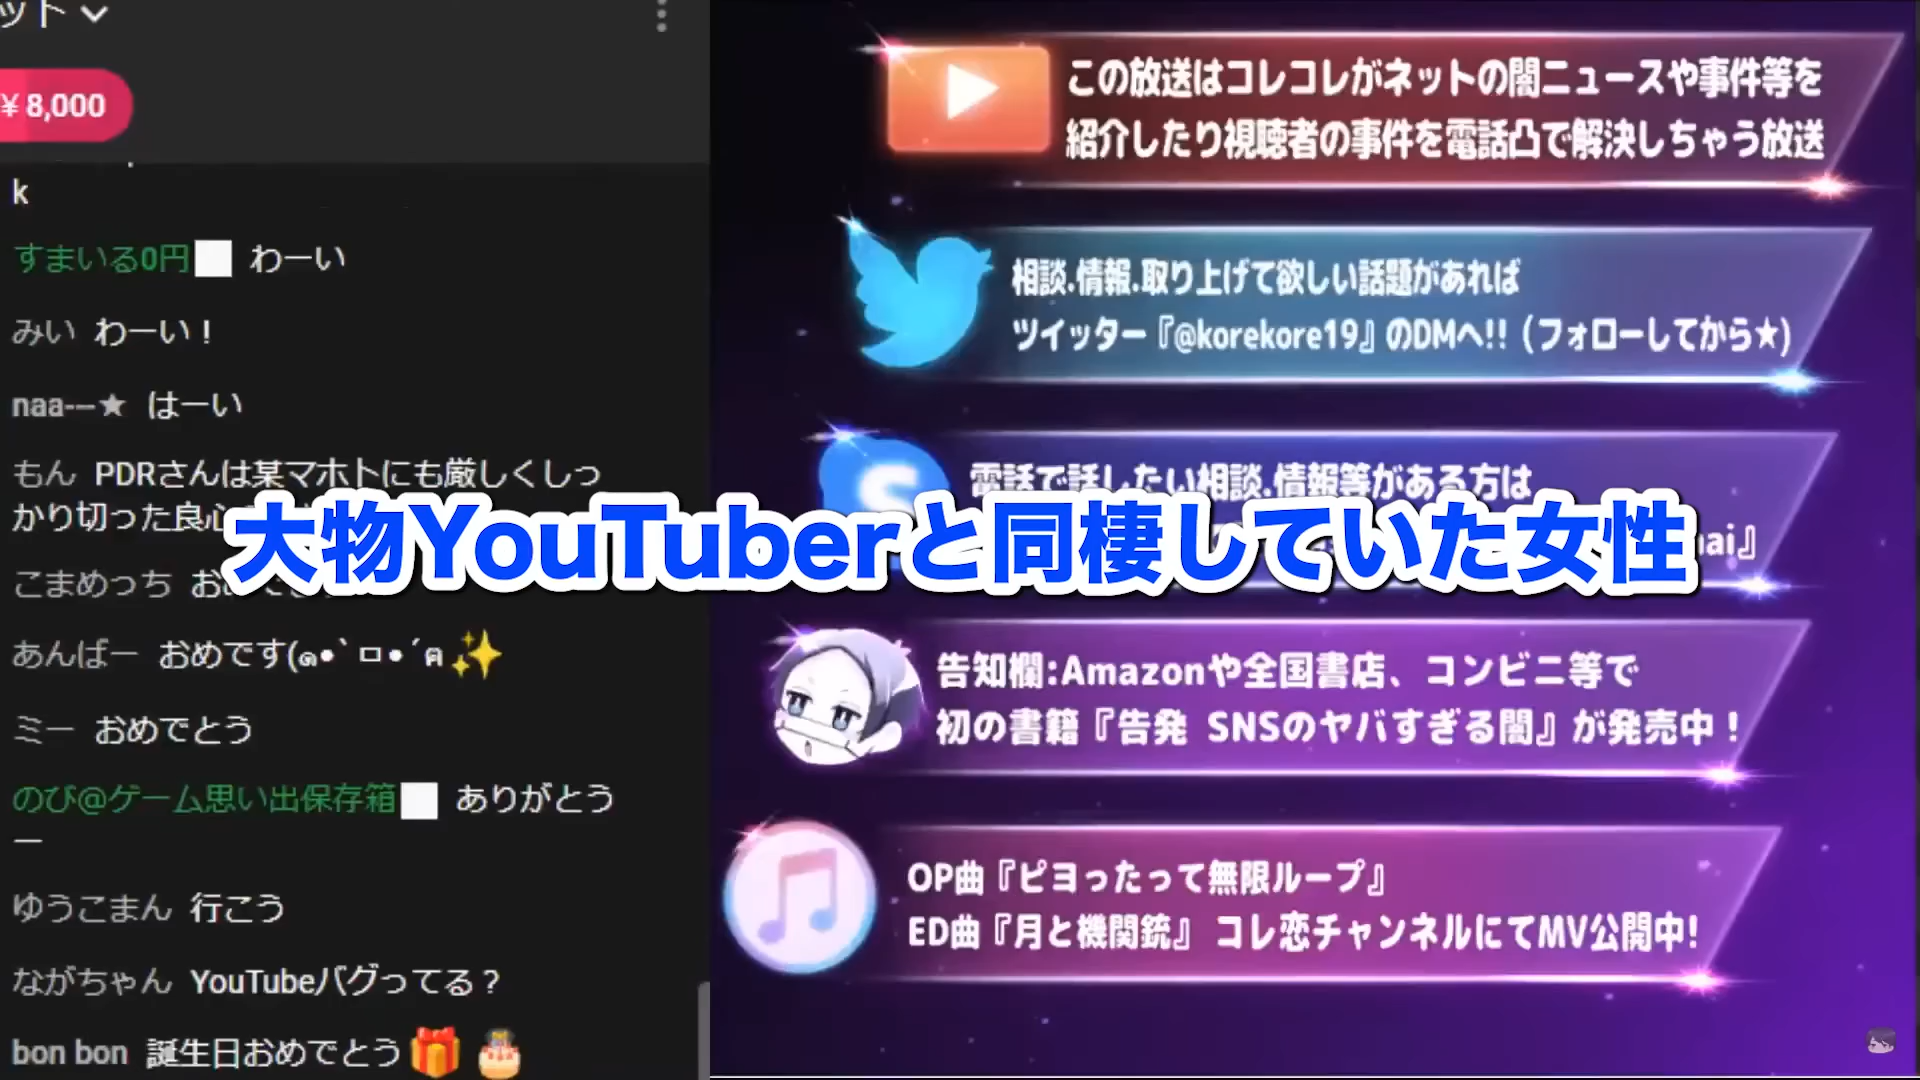 ット
¥ 8,000
k
すまいる0円 わーい
みい わーい！
naa-–★ はーい
もん PDRさんは某マホトにも厳しくしっ
かり切った良心
こまめっち
あんばー おめです(๑•`ㅁ•´ฅ✨
ミー おめでとう
のび@ゲーム思い出保存箱 ありがとう
ー
ゆうこまん 行こう
ながちゃん YouTubeバグってる？
bon bon 誕生日おめでとう🎁🎂
この放送はコレコレがネットの闇ニュースや事件等を
紹介したり視聴者の事件を電話凸で解決しちゃう放送
相談.情報.取り上げて欲しい話題があれば
ツイッター『@korekore19』のDMへ!! (フォローしてから★)
電話で話したい相談.情報等がある方は
nai』
大物YouTuberと同棲していた女性
告知欄:Amazonや全国書店、コンビニ等で
初の書籍『告発 SNSのヤバすぎる闇』が発売中！
OP曲『ピヨったって無限ループ』
ED曲『月と機関銃』 コレ恋チャンネルにてMV公開中!